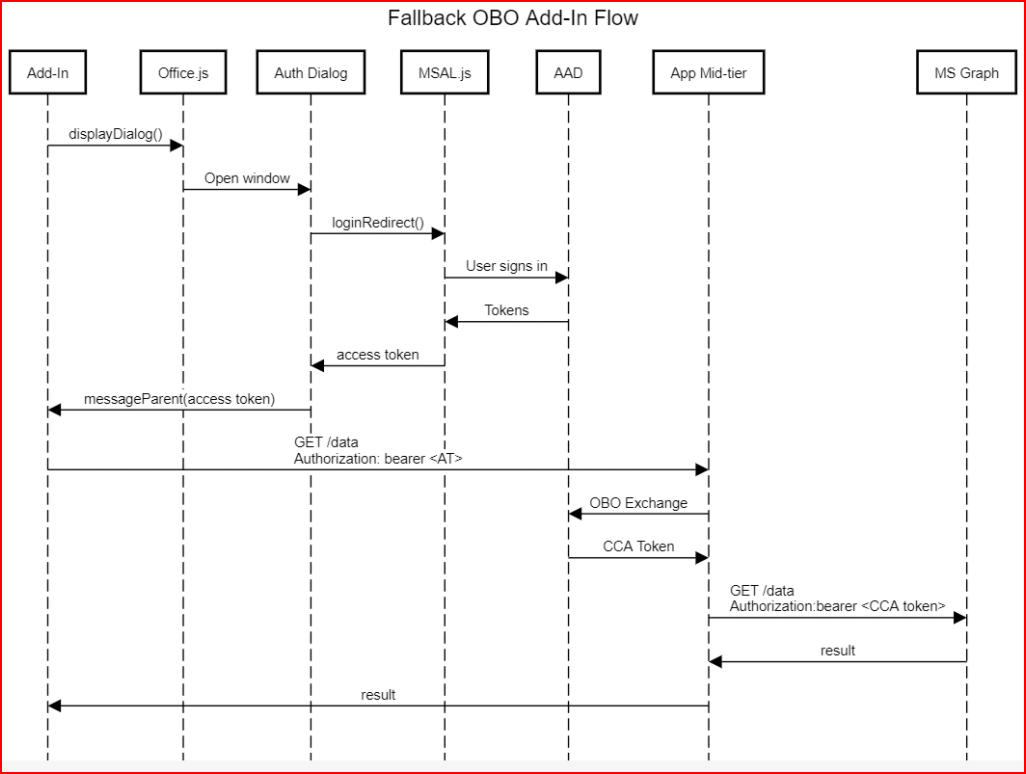 Fallback OBO Add-In Flow
Add-In
Office.js
Auth Dialog
MSAL.js
AAD
App Mid-tier
MS Graph
displayDialog()
Open window
loginRedirect()
User signs in
Tokens
access token
messageParent(access token)
GET /data
Authorization: bearer <AT>
OBO Exchange
CCA Token
GET /data
Authorization:bearer <CCA token>
result
result